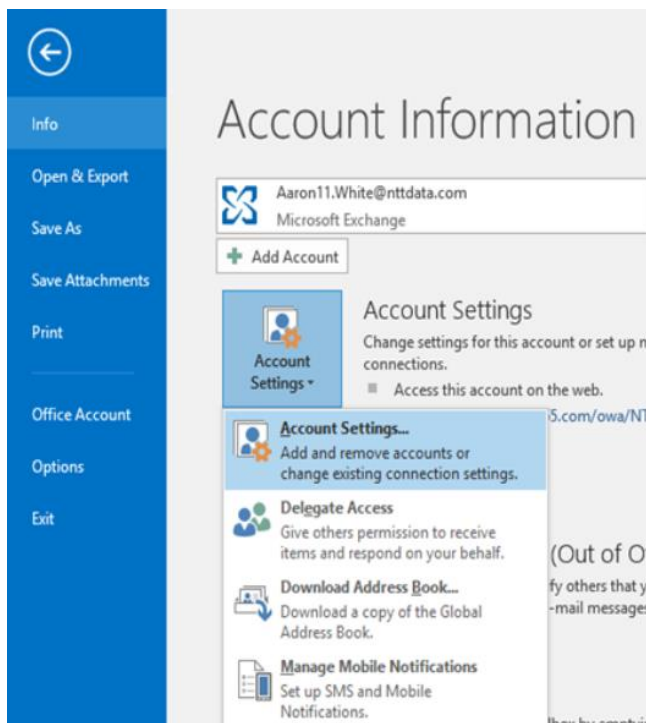 Info
Open & Export
Save As
Save Attachments
Print
Office Account
Options
Exit
Account Information
Aaron11.White@nttdata.com
Microsoft Exchange
Add Account
Account
Settings
Account Settings
Change settings for this account or set up
connections.
Access this account on the web.
5.com/owa/NT
Account Settings...
Add and remove accounts or
change existing connection settings.
Delegate Access
Give others permission to receive
items and respond on your behalf.
Download Address Book...
Download a copy of the Global
Address Book.
Manage Mobile Notifications
Set up SMS and Mobile
Notifications.
(Out of O
fy others that y
-mail messages